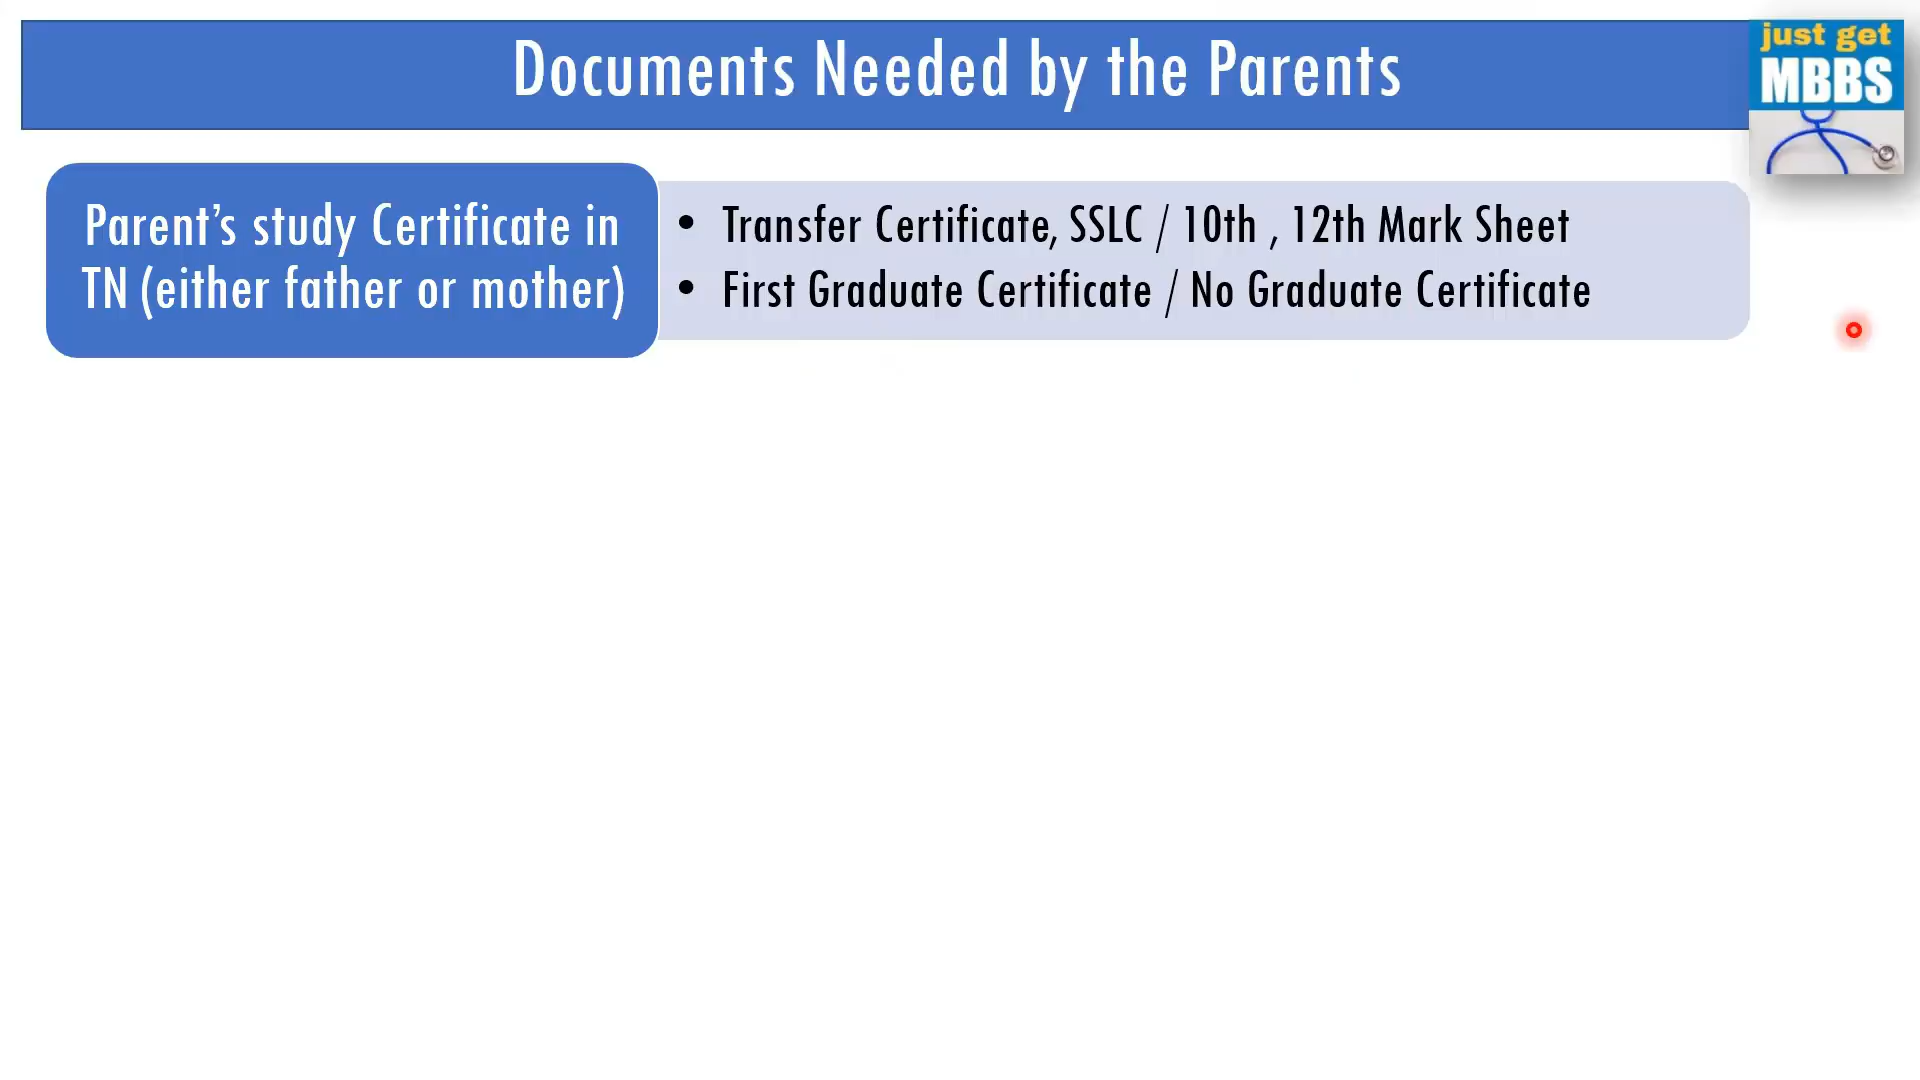 Documents Needed by the Parents
just get
MBBS
Parent’s study Certificate in
TN (either father or mother)
• Transfer Certificate, SSLC / 10th , 12th Mark Sheet
• First Graduate Certificate / No Graduate Certificate